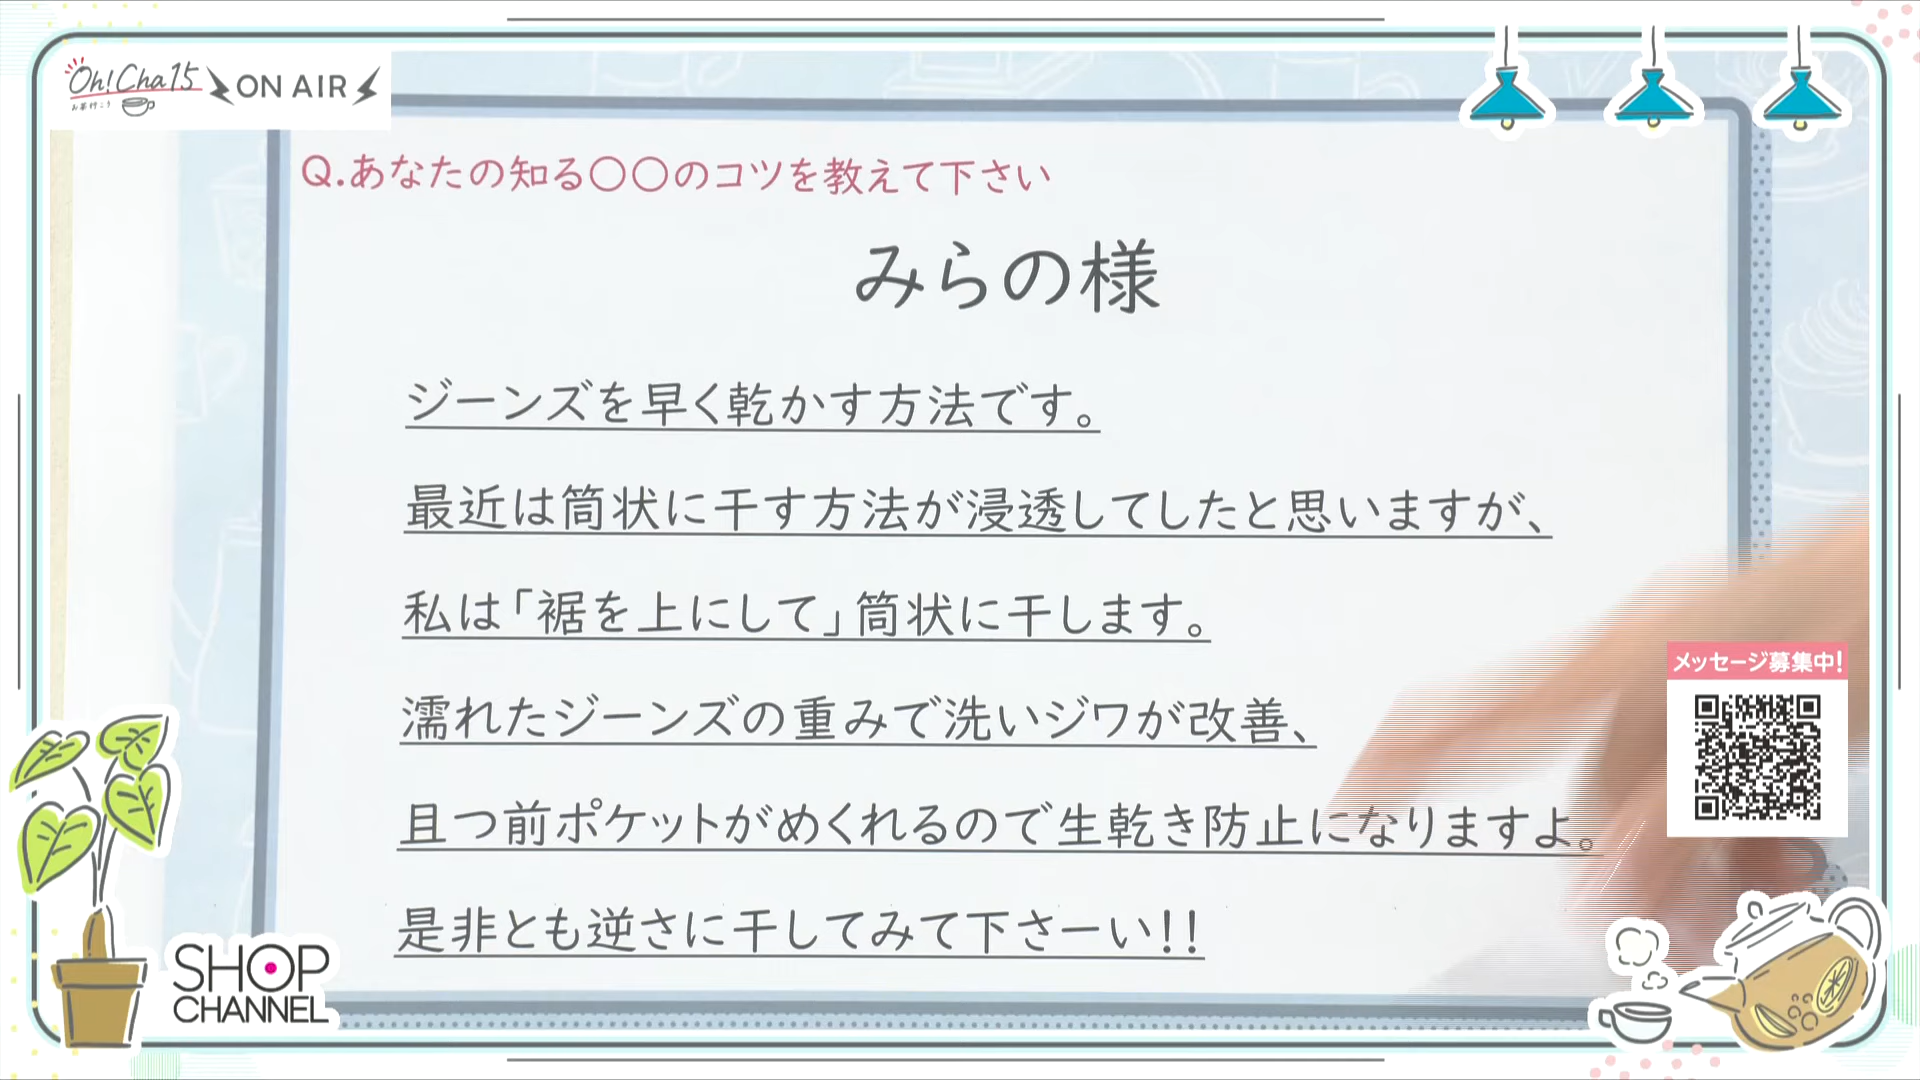 Oh!Cha15
お茶行こう
ON AIR
Q.あなたの知る〇〇のコツを教えて下さい
みらの様
ジーンズを早く乾かす方法です。
最近は筒状に干す方法が浸透してしたと思いますが、
私は「裾を上にして」筒状に干します。
濡れたジーンズの重みで洗いジワが改善、
且つ前ポケットがめくれるので生乾き防止になりますよ。
是非とも逆さに干してみて下さーい!!
メッセージ募集中!
SHOP
CHANNEL